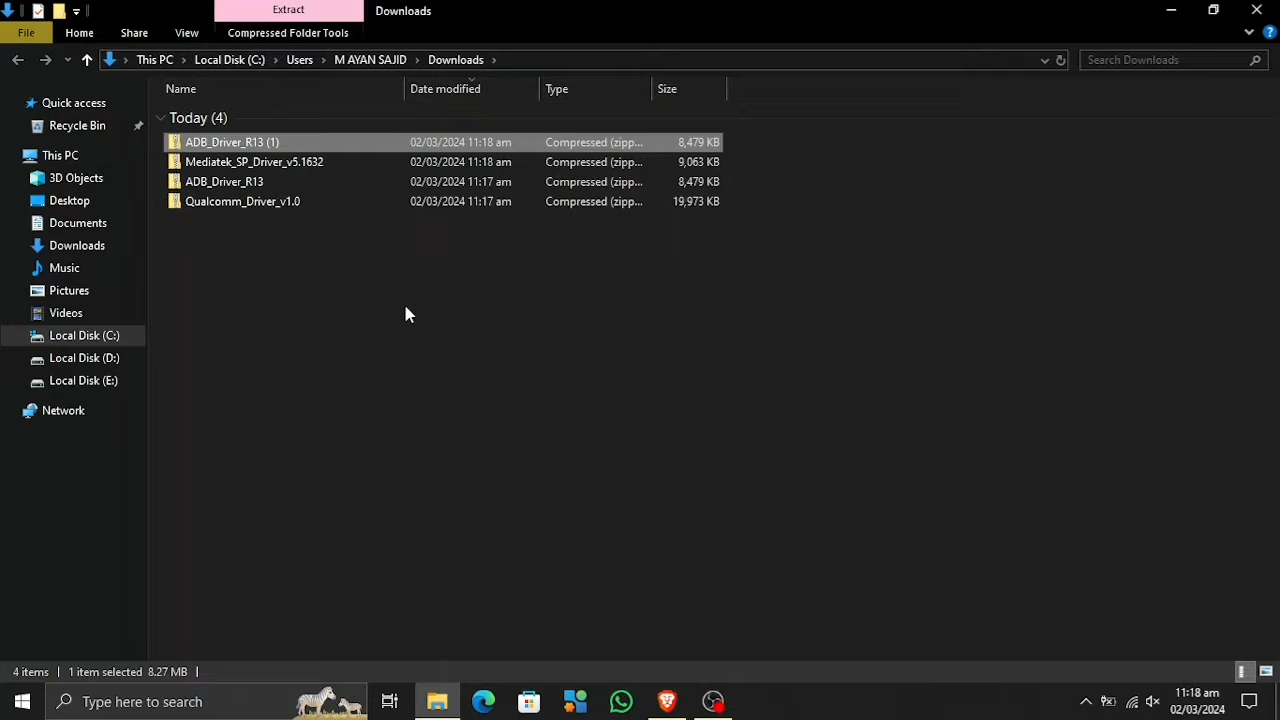 Extract
Downloads
File
Home
Share
View
Compressed Folder Tools
This PC
Local Disk (C:)
Users
M AYAN SAJID
Downloads
Search Downloads
Name
Date modified
Type
Size
Quick access
Recycle Bin
This PC
3D Objects
Desktop
Documents
Downloads
Music
Pictures
Videos
Local Disk (C:)
Local Disk (D:)
Local Disk (E:)
Network
Today (4)
ADB_Driver_R13 (1) 02/03/2024 11:18 am Compressed (zipp... 8,479 KB
Mediatek_SP_Driver_v5.1632 02/03/2024 11:18 am Compressed (zipp... 9,063 KB
ADB_Driver_R13 02/03/2024 11:17 am Compressed (zipp... 8,479 KB
Qualcomm_Driver_v1.0 02/03/2024 11:17 am Compressed (zipp... 19,973 KB
4 items 1 item selected 8.27 MB
Type here to search
11:18 am
02/03/2024